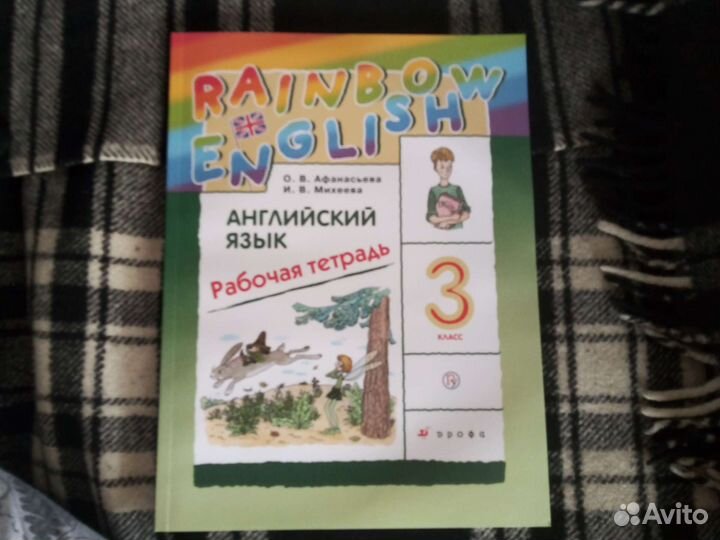 RAINBOW
ENGLISH
О. В. Афанасьева
И. В. Михеева
АНГЛИЙСКИЙ
ЯЗЫК
Рабочая тетрадь
3
КЛАСС
дрофа
Avito